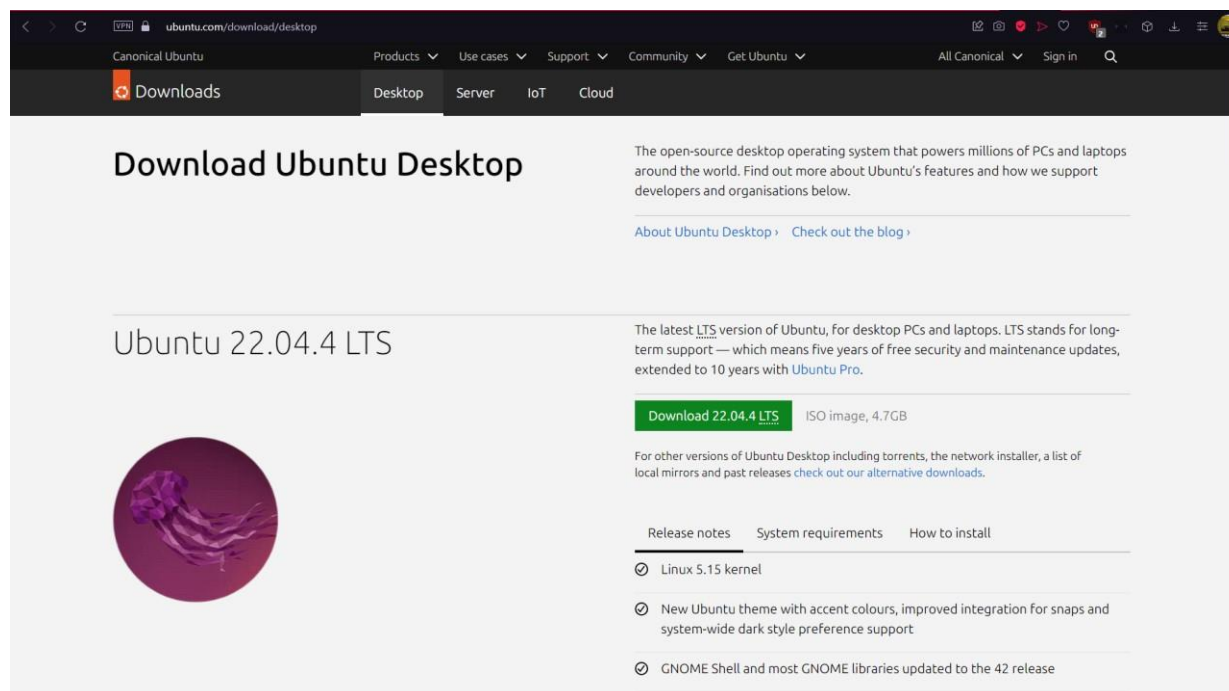 VPN ubuntu.com/download/desktop
2
Canonical Ubuntu Products Use cases Support Community Get Ubuntu All Canonical Sign in
Downloads Desktop Server IoT Cloud
Download Ubuntu Desktop
The open-source desktop operating system that powers millions of PCs and laptops
around the world. Find out more about Ubuntu's features and how we support
developers and organisations below.
About Ubuntu Desktop › Check out the blog ›
Ubuntu 22.04.4 LTS
The latest LTS version of Ubuntu, for desktop PCs and laptops. LTS stands for long-
term support — which means five years of free security and maintenance updates,
extended to 10 years with Ubuntu Pro.
Download 22.04.4 LTS ISO image, 4.7GB
For other versions of Ubuntu Desktop including torrents, the network installer, a list of
local mirrors and past releases check out our alternative downloads.
Release notes System requirements How to install
Linux 5.15 kernel
New Ubuntu theme with accent colours, improved integration for snaps and
system-wide dark style preference support
GNOME Shell and most GNOME libraries updated to the 42 release